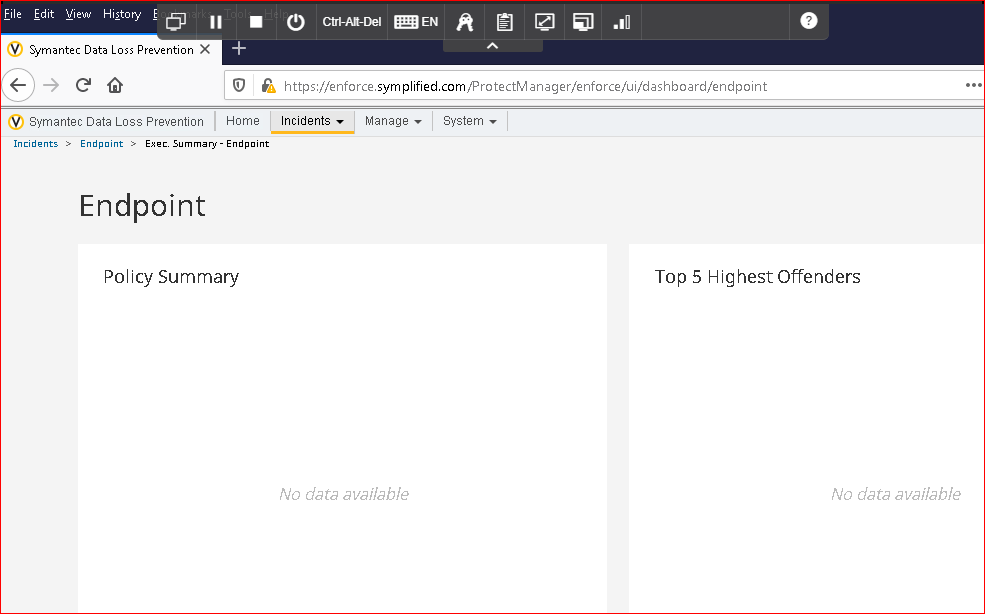 File Edit View History Bookmarks Tools Help
Ctrl-Alt-Del EN
Symantec Data Loss Prevention
https://enforce.symplified.com/ProtectManager/enforce/ui/dashboard/endpoint
Symantec Data Loss Prevention Home Incidents Manage System
Incidents > Endpoint > Exec. Summary - Endpoint
Endpoint
Policy Summary Top 5 Highest Offenders
No data available No data available